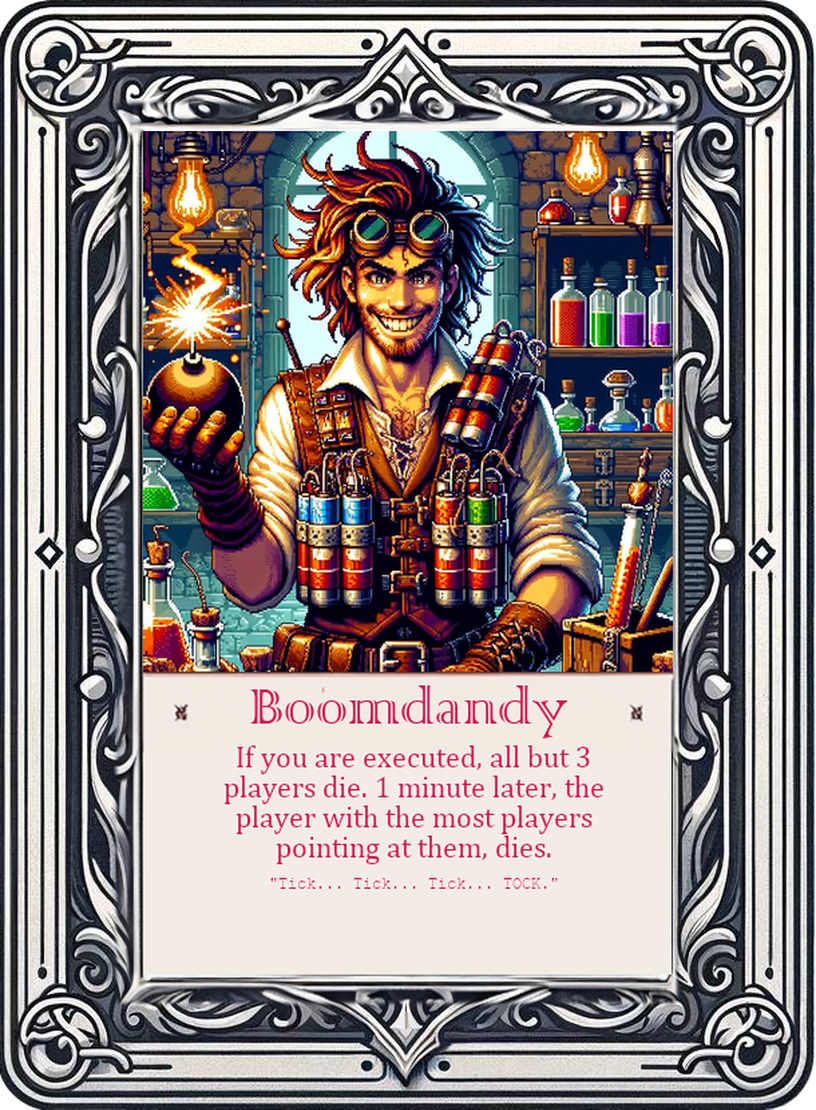 Boomdandy
If you are executed, all but 3
players die. 1 minute later, the
player with the most players
pointing at them, dies.
"Tick... Tick... Tick... TOCK."